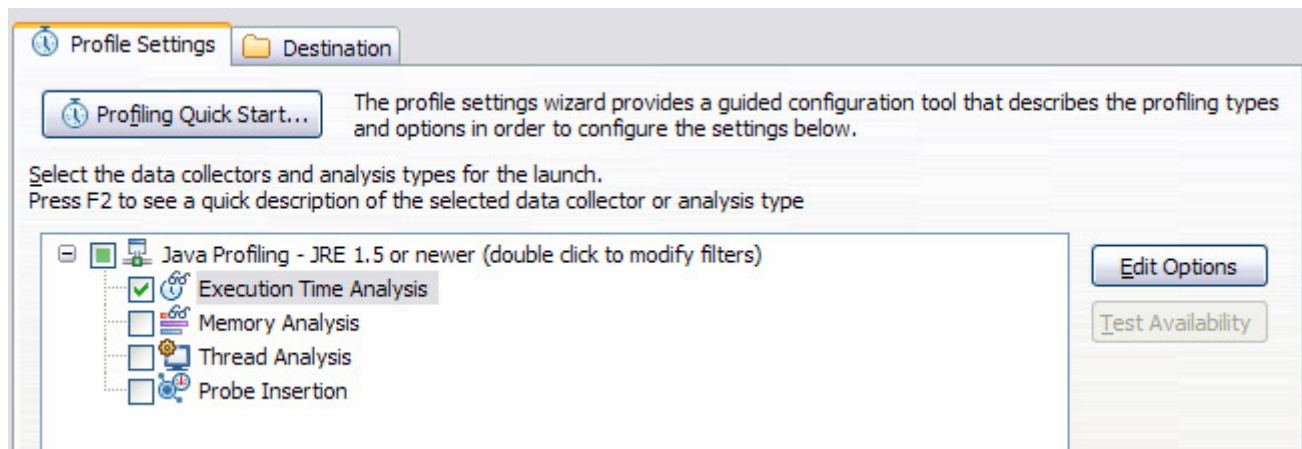 Profile Settings
Destination
Profiling Quick Start...
The profile settings wizard provides a guided configuration tool that describes the profiling types
and options in order to configure the settings below.
Select the data collectors and analysis types for the launch.
Press F2 to see a quick description of the selected data collector or analysis type
Java Profiling - JRE 1.5 or newer (double click to modify filters)
Execution Time Analysis
Memory Analysis
Thread Analysis
Probe Insertion
Edit Options
Test Availability